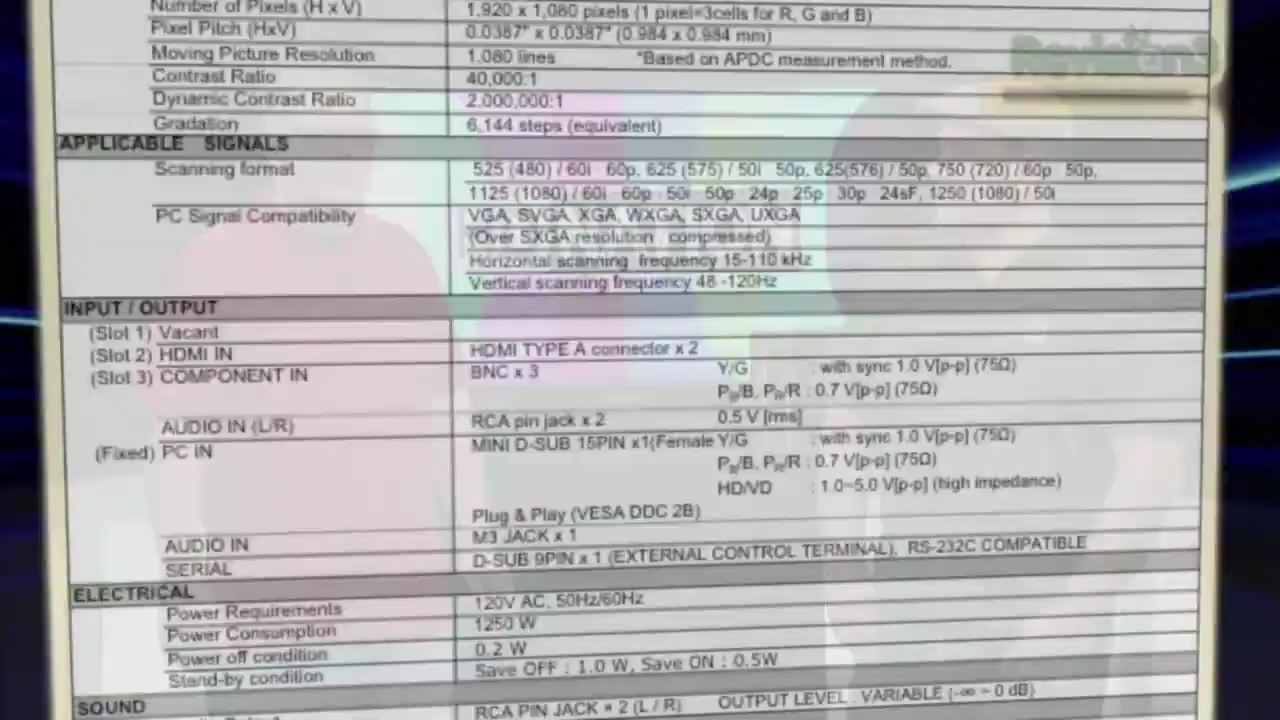 Number of Pixels (H x V) 1,920 x 1,080 pixels (1 pixel=3cells for R, G and B)
Pixel Pitch (HxV) 0.0387" x 0.0387" (0.984 x 0.984 mm)
Moving Picture Resolution 1,080 lines *Based on APDC measurement method.
Contrast Ratio 40,000:1
Dynamic Contrast Ratio 2,000,000:1
Gradation 6,144 steps (equivalent)
APPLICABLE SIGNALS
Scanning format 525 (480) / 60i 60p, 625 (575) / 50i 50p, 625(576) / 50p, 750 (720) / 60p 50p,
1125 (1080) / 60i 60p 50i 50p 24p 25p 30p 24sF, 1250 (1080) / 50i
PC Signal Compatibility VGA, SVGA, XGA, WXGA, SXGA, UXGA
(Over SXGA resolution compressed)
Horizontal scanning frequency 15-110 kHz
Vertical scanning frequency 48 -120Hz
INPUT / OUTPUT
(Slot 1) Vacant
(Slot 2) HDMI IN HDMI TYPE A connector x 2
(Slot 3) COMPONENT IN BNC x 3 Y/G : with sync 1.0 V[p-p] (75Ω)
PB/B, PR/R : 0.7 V[p-p] (75Ω)
AUDIO IN (L/R) RCA pin jack x 2 0.5 V [rms]
(Fixed) PC IN MINI D-SUB 15PIN x1(Female Y/G : with sync 1.0 V[p-p] (75Ω)
PB/B, PR/R : 0.7 V[p-p] (75Ω)
HD/VD : 1.0~5.0 V[p-p] (high impedance)
Plug & Play (VESA DDC 2B)
AUDIO IN M3 JACK x 1
SERIAL D-SUB 9PIN x 1 (EXTERNAL CONTROL TERMINAL), RS-232C COMPATIBLE
ELECTRICAL
Power Requirements 120V AC, 50Hz/60Hz
Power Consumption 1250 W
Power off condition 0.2 W
Stand-by condition Save OFF : 1.0 W, Save ON : 0.5W
SOUND
RCA PIN JACK × 2 (L / R) OUTPUT LEVEL : VARIABLE (-∞ ~ 0 dB)